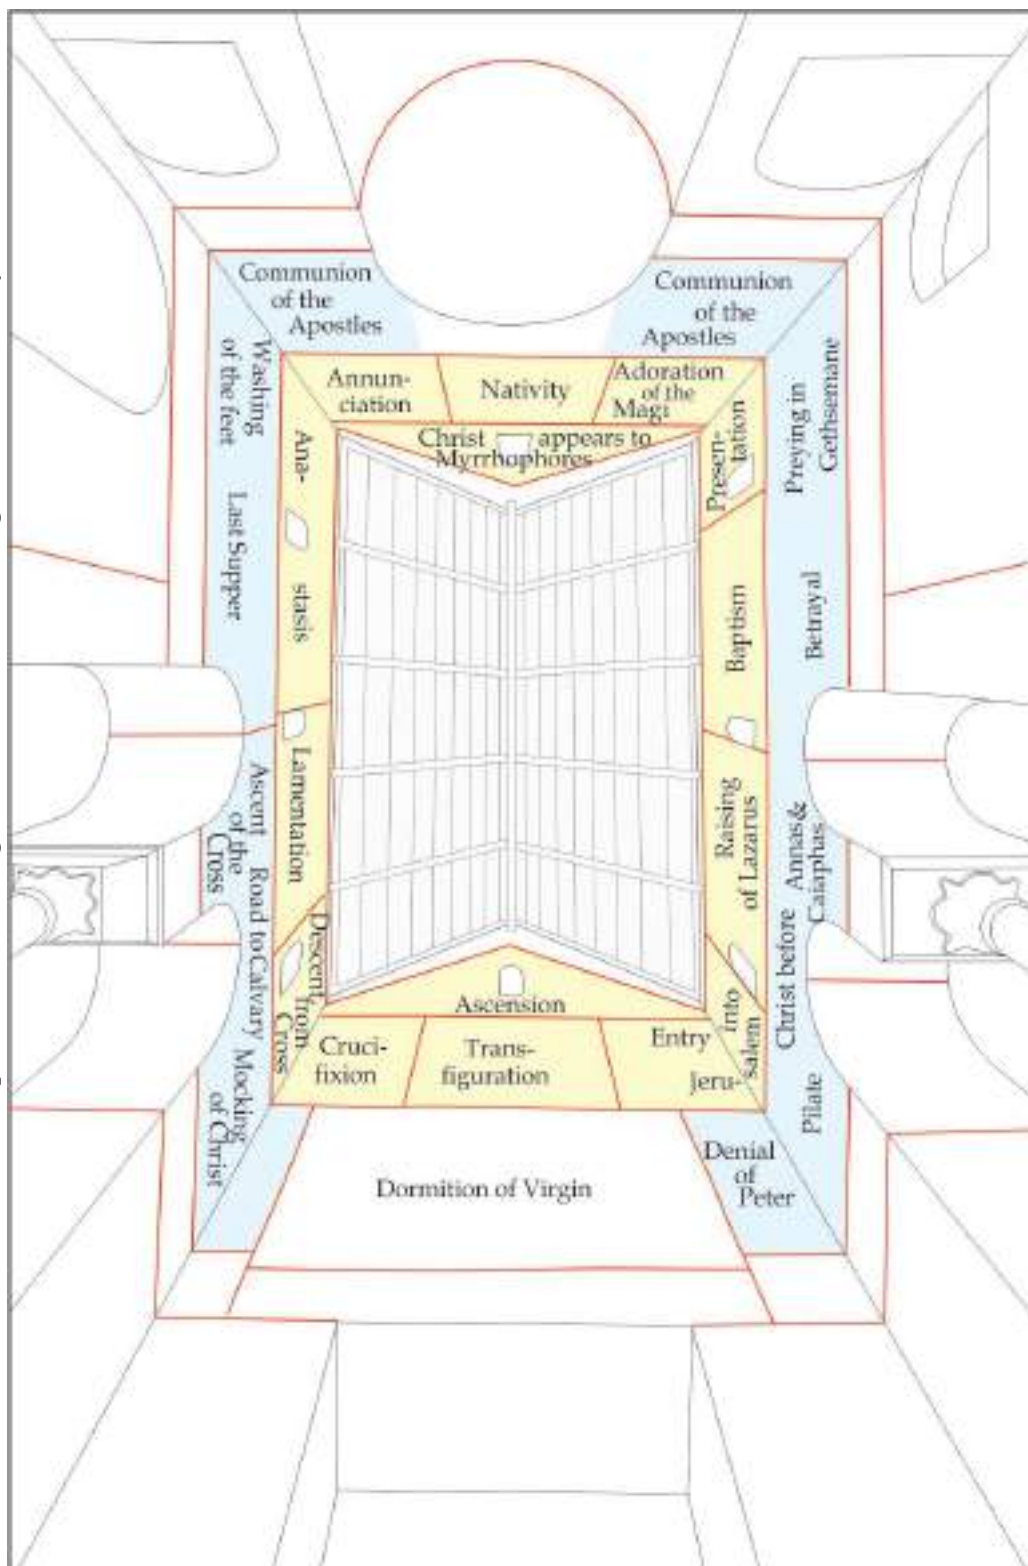 Communion
of the
Apostles
Communion
of the
Apostles
Annun-
ciation
Nativity
Adoration
of the
Magi
Christ appears to
Myrrhophores
Presen-
tation
Baptism
Raising
of Lazarus
Entry into
Jeru- salem
Trans-
figuration
Cruci-
fixion
Descent
from
Cross
Lamentation
Ana- stasis
Ascension
Washing
of the feet
Last Supper
Preying in
Gethsemane
Betrayal
Christ before Annas&
Caiaphas
Pilate
Denial
of
Peter
Dormition of Virgin
Mocking
of Christ
Road to Calvary
Ascent
of the
Cross